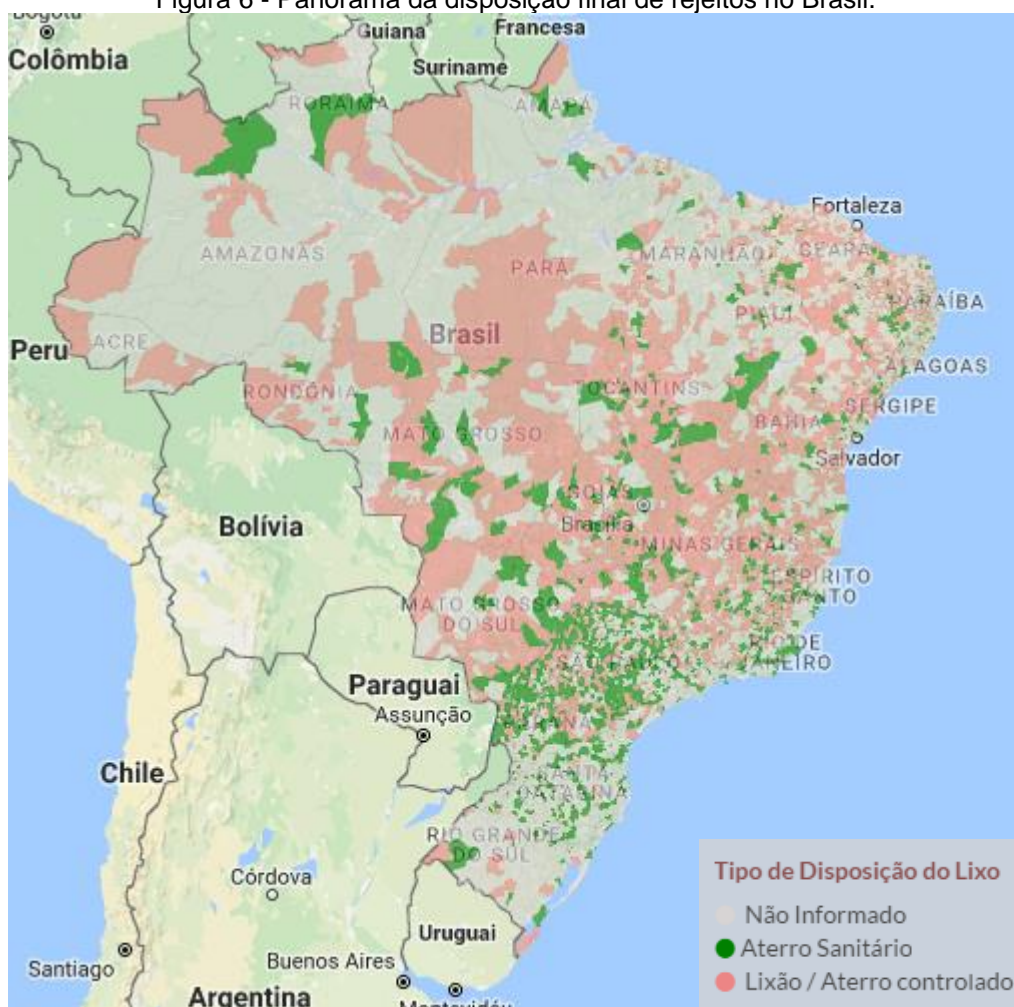 Figura 6 - Panorama da disposição final de rejeitos no Brasil.
Bogotá
Guiana
Francesa
Colômbia
Suriname
RORAIMA
AMAPÁ
Fortaleza
AMAZONAS
PARÁ
MARANHÃO
CEARÁ
PIAUÍ
PARAÍBA
Brasil
Peru
ACRE
ALAGOAS
RONDÔNIA
TOCANTINS
SERGIPE
MATO GROSSO
BAHIA
Salvador
GOIÁS
Brasília
Bolívia
MINAS GERAIS
ESPÍRITO
SANTO
MATO GROSSO
DO SUL
RIO DE
JANEIRO
SÃO PAULO
Paraguai
Assunção
PARANÁ
Chile
SANTA
CATARINA
RIO GRANDE
DO SUL
Córdova
Uruguai
Santiago
Buenos Aires
Argentina
Montevidéu
Tipo de Disposição do Lixo
Não Informado
Aterro Sanitário
Lixão / Aterro controlado